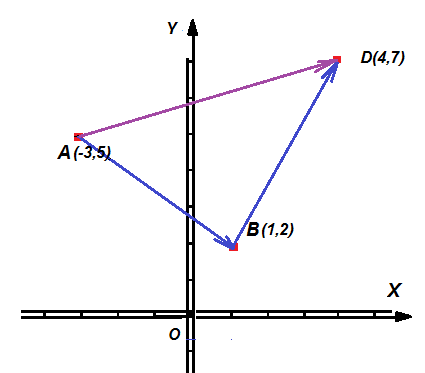 Y
D(4,7)
A(-3,5)
B(1,2)
X
O